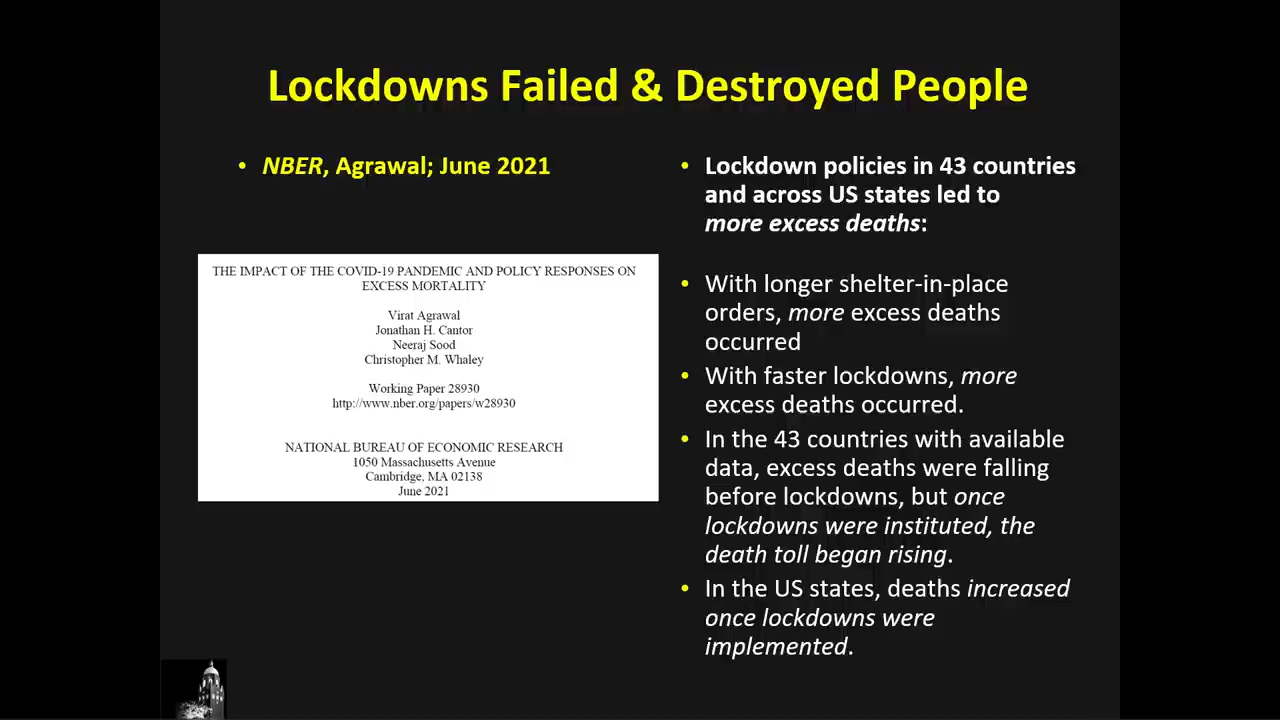 Lockdowns Failed & Destroyed People
• NBER, Agrawal; June 2021
THE IMPACT OF THE COVID-19 PANDEMIC AND POLICY RESPONSES ON
EXCESS MORTALITY
Virat Agrawal
Jonathan H. Cantor
Neeraj Sood
Christopher M. Whaley
Working Paper 28930
http://www.nber.org/papers/w28930
NATIONAL BUREAU OF ECONOMIC RESEARCH
1050 Massachusetts Avenue
Cambridge, MA 02138
June 2021
• Lockdown policies in 43 countries
and across US states led to
more excess deaths:
• With longer shelter-in-place
orders, more excess deaths
occurred
• With faster lockdowns, more
excess deaths occurred.
• In the 43 countries with available
data, excess deaths were falling
before lockdowns, but once
lockdowns were instituted, the
death toll began rising.
• In the US states, deaths increased
once lockdowns were
implemented.